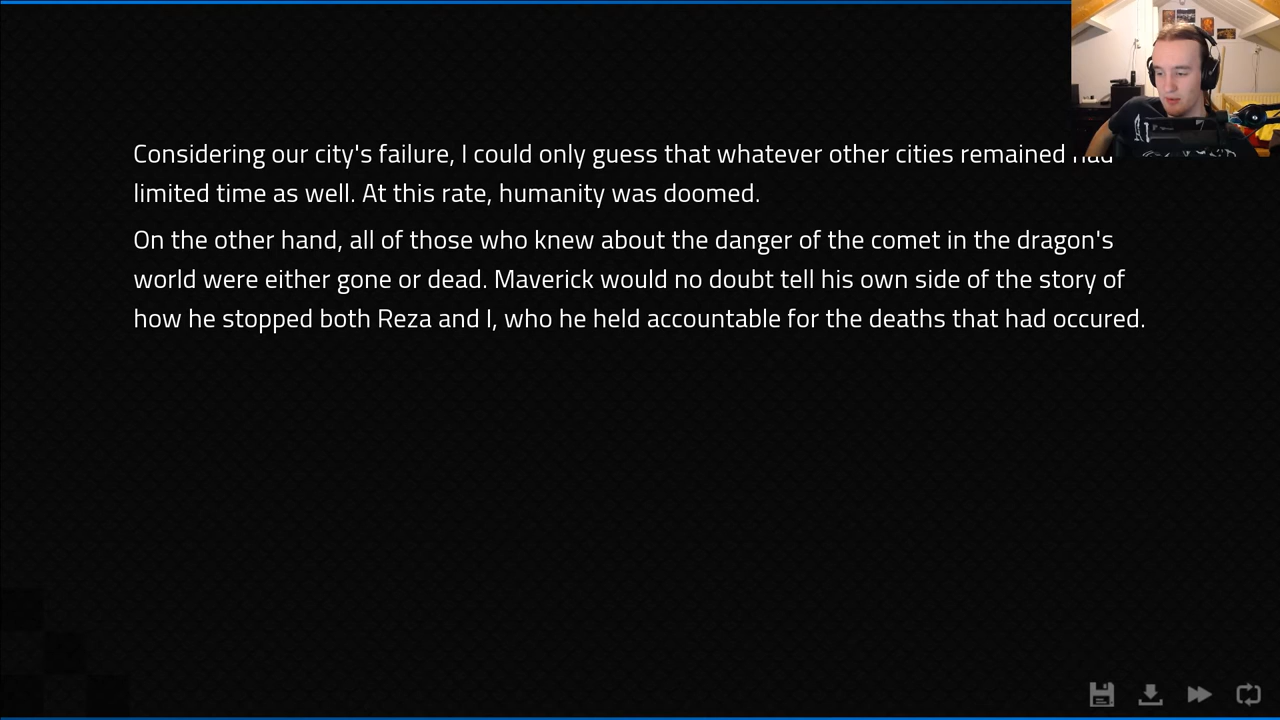 Considering our city's failure, I could only guess that whatever other cities remained had
limited time as well. At this rate, humanity was doomed.
On the other hand, all of those who knew about the danger of the comet in the dragon's
world were either gone or dead. Maverick would no doubt tell his own side of the story of
how he stopped both Reza and I, who he held accountable for the deaths that had occured.